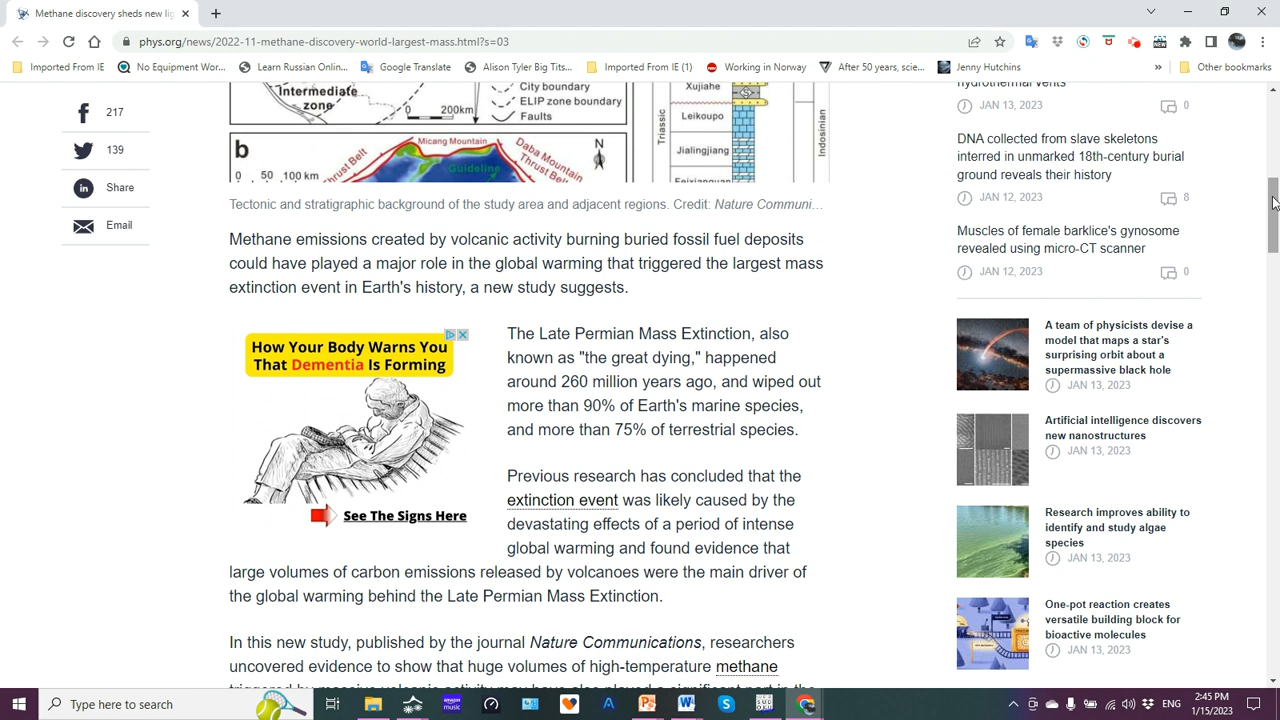 Methane discovery sheds new lig
phys.org/news/2022-11-methane-discovery-world-largest-mass.html?s=03
Imported From IE
No Equipment Wor...
Learn Russian Onlin...
Google Translate
Alison Tyler Big Tits...
Imported From IE (1)
Working in Norway
After 50 years, scie...
Jenny Hutchins
»
Other bookmarks
217
139
Share
Email
Intermediate
zone
0 200km
City boundary
ELIP zone boundary
Faults
b
0 50 100 km
Thrust Belt
Micang Mountain
Daba Mountain
Thrust Belt
Guideline
N
Triassic
Xujiahe
Leikoupo
Jialingjiang
Feixianguan
Indosinian
Tectonic and stratigraphic background of the study area and adjacent regions. Credit: Nature Communi...
Methane emissions created by volcanic activity burning buried fossil fuel deposits
could have played a major role in the global warming that triggered the largest mass
extinction event in Earth's history, a new study suggests.
How Your Body Warns You
That Dementia Is Forming
See The Signs Here
The Late Permian Mass Extinction, also
known as "the great dying," happened
around 260 million years ago, and wiped out
more than 90% of Earth's marine species,
and more than 75% of terrestrial species.
Previous research has concluded that the
extinction event was likely caused by the
devastating effects of a period of intense
global warming and found evidence that
large volumes of carbon emissions released by volcanoes were the main driver of
the global warming behind the Late Permian Mass Extinction.
In this new study, published by the journal Nature Communications, researchers
uncovered evidence to show that huge volumes of high-temperature methane
hydrothermal vents
JAN 13, 2023 0
DNA collected from slave skeletons
interred in unmarked 18th-century burial
ground reveals their history
JAN 12, 2023 8
Muscles of female barklice's gynosome
revealed using micro-CT scanner
JAN 12, 2023 0
A team of physicists devise a
model that maps a star's
surprising orbit about a
supermassive black hole
JAN 13, 2023
Artificial intelligence discovers
new nanostructures
JAN 13, 2023
Research improves ability to
identify and study algae
species
JAN 13, 2023
One-pot reaction creates
versatile building block for
bioactive molecules
JAN 13, 2023
Type here to search
ENG
2:45 PM
1/15/2023